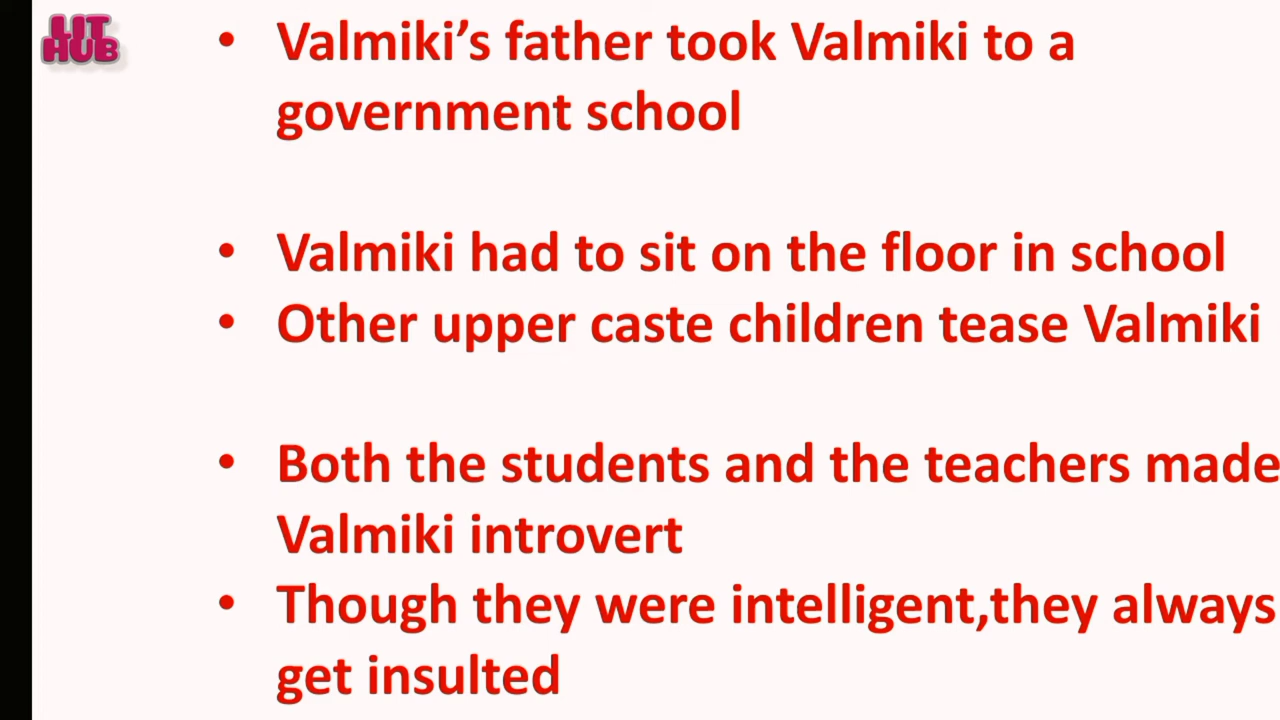 LIT
HUB
• Valmiki's father took Valmiki to a
government school
• Valmiki had to sit on the floor in school
• Other upper caste children tease Valmiki
• Both the students and the teachers made
Valmiki introvert
• Though they were intelligent,they always
get insulted